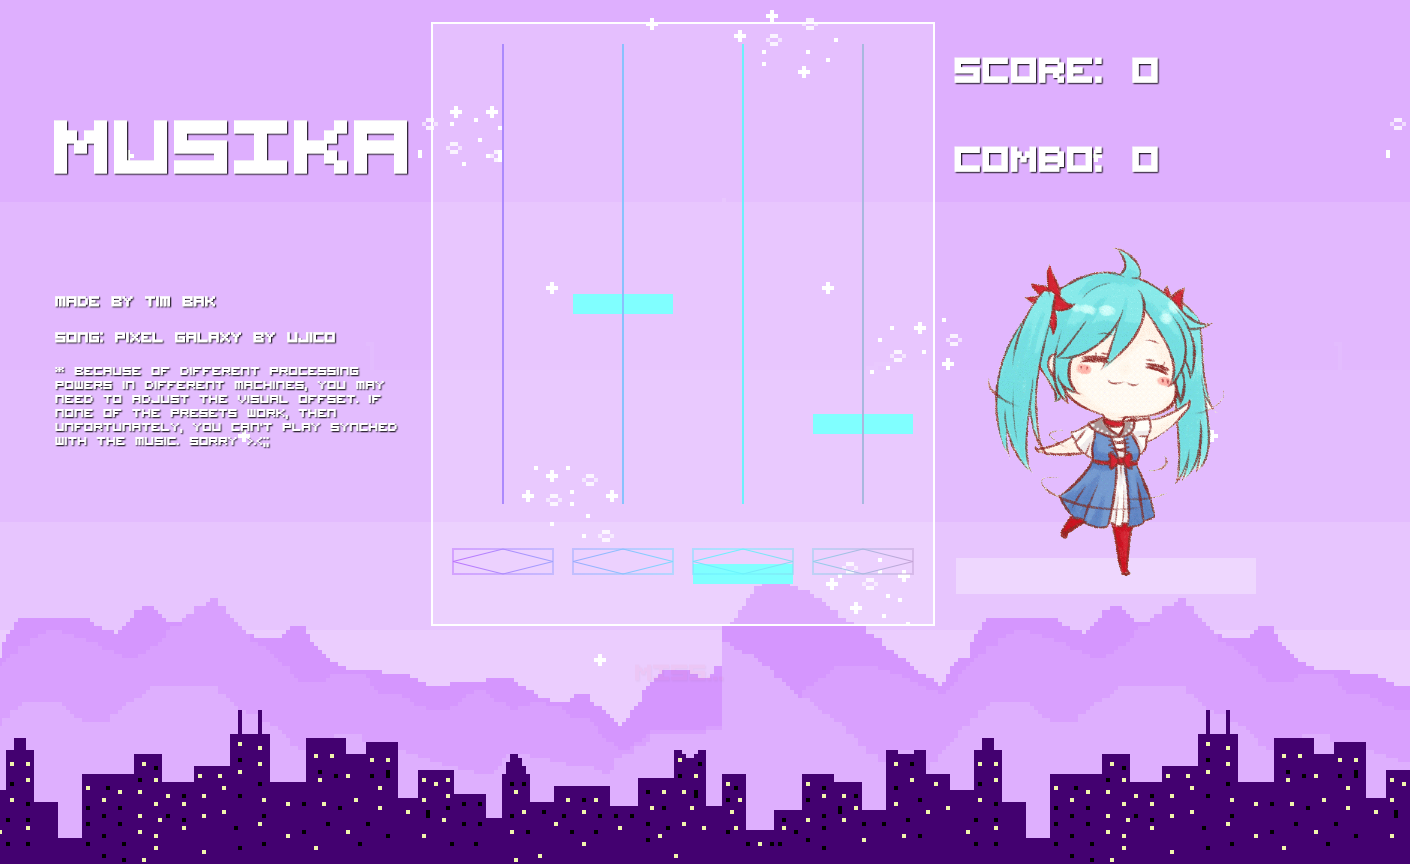 MUSIKA
SCORE: 0
COMBO: 0
MADE BY TIM BAK
SONG: PIXEL GALAXY BY UJICO
* BECAUSE OF DIFFERENT PROCESSING
POWERS IN DIFFERENT MACHINES, YOU MAY
NEED TO ADJUST THE VISUAL OFFSET. IF
NONE OF THE PRESETS WORK, THEN
UNFORTUNATELY, YOU CAN'T PLAY SYNCHED
WITH THE MUSIC. SORRY >X;;